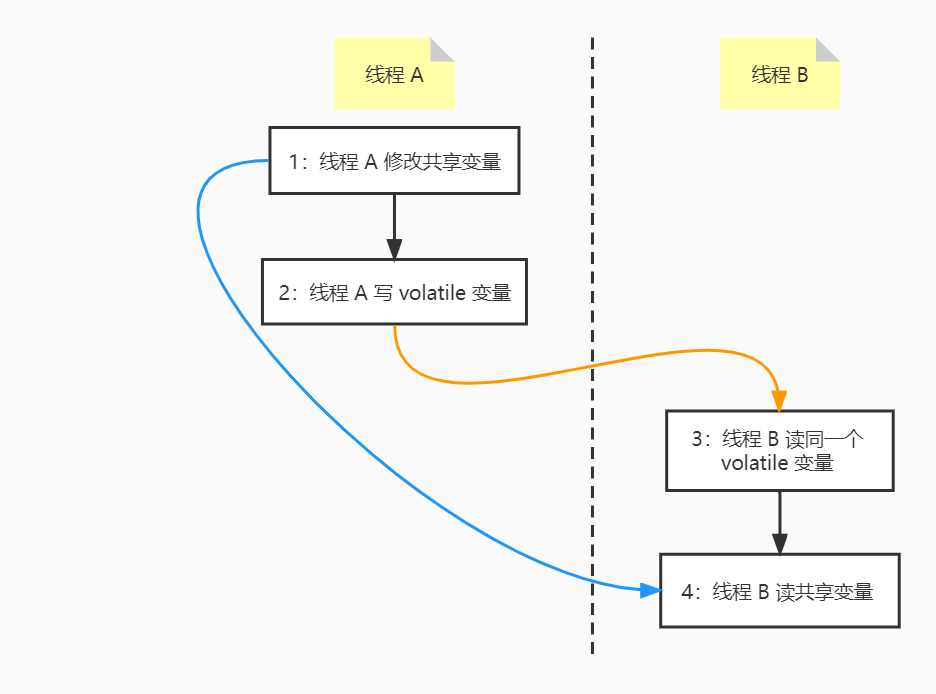 线程 A
线程 B
1：线程 A 修改共享变量
2：线程 A 写 volatile 变量
3：线程 B 读同一个
volatile 变量
4：线程 B 读共享变量